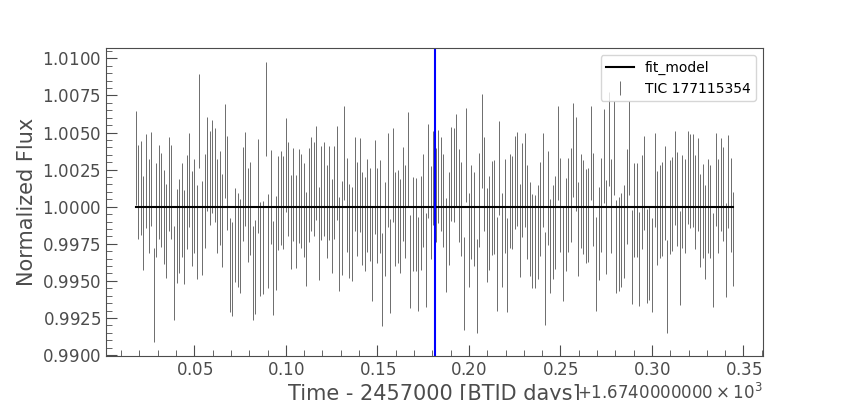 1.0100
1.0075
1.0050
1.0025
1.0000
0.9975
0.9950
0.9925
0.9900
Normalized Flux
fit_model
TIC 177115354
0.05 0.10 0.15 0.20 0.25 0.30 0.35
Time - 2457000 [BTJD days]
+1.6740000000 × 10³